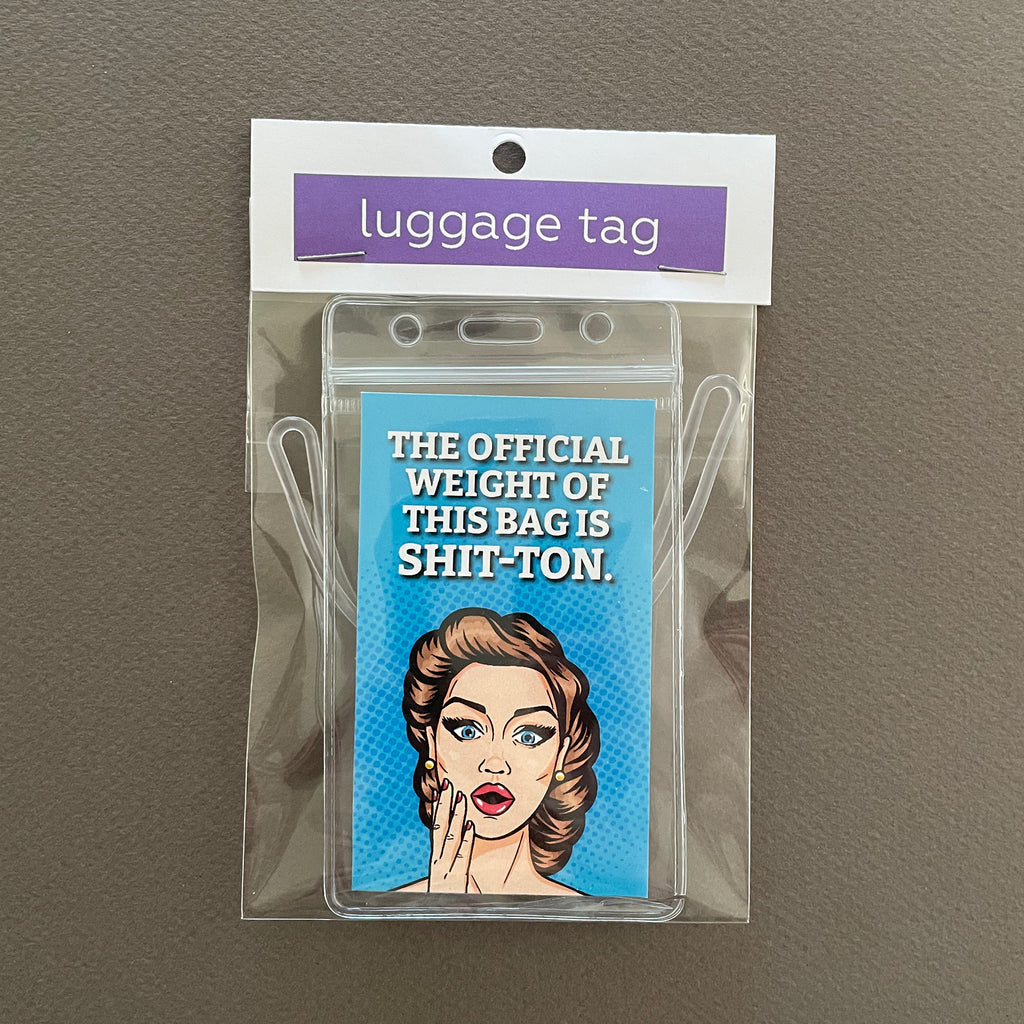 luggage tag
THE OFFICIAL
WEIGHT OF
THIS BAG IS
SHIT-TON.